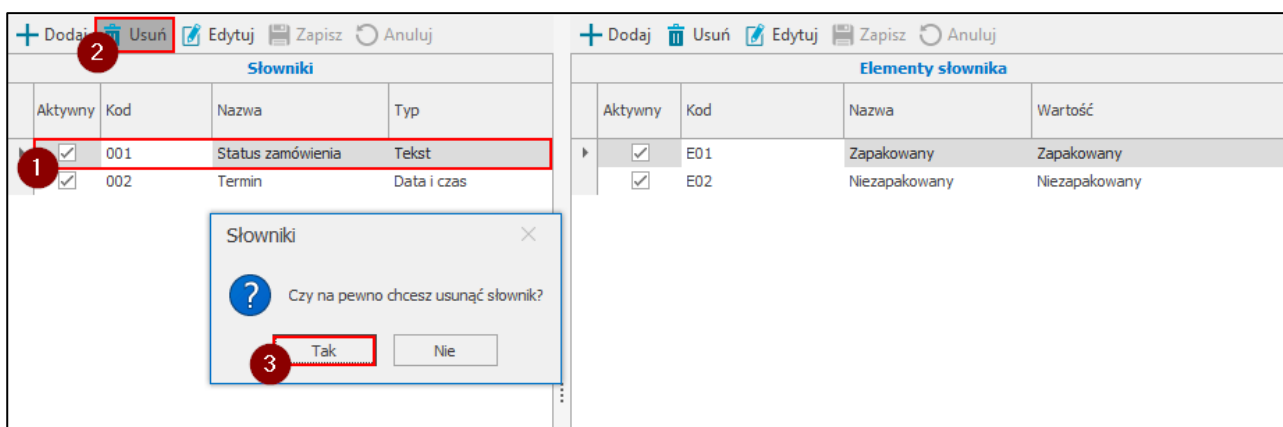 Dodaj Usuń Edytuj Zapisz Anuluj
2
Słowniki
Aktywny Kod Nazwa Typ
001 Status zamówienia Tekst
1
002 Termin Data i czas
Słowniki
Czy na pewno chcesz usunąć słownik?
Tak Nie
3
Dodaj Usuń Edytuj Zapisz Anuluj
Elementy słownika
Aktywny Kod Nazwa Wartość
E01 Zapakowany Zapakowany
E02 Niezapakowany Niezapakowany